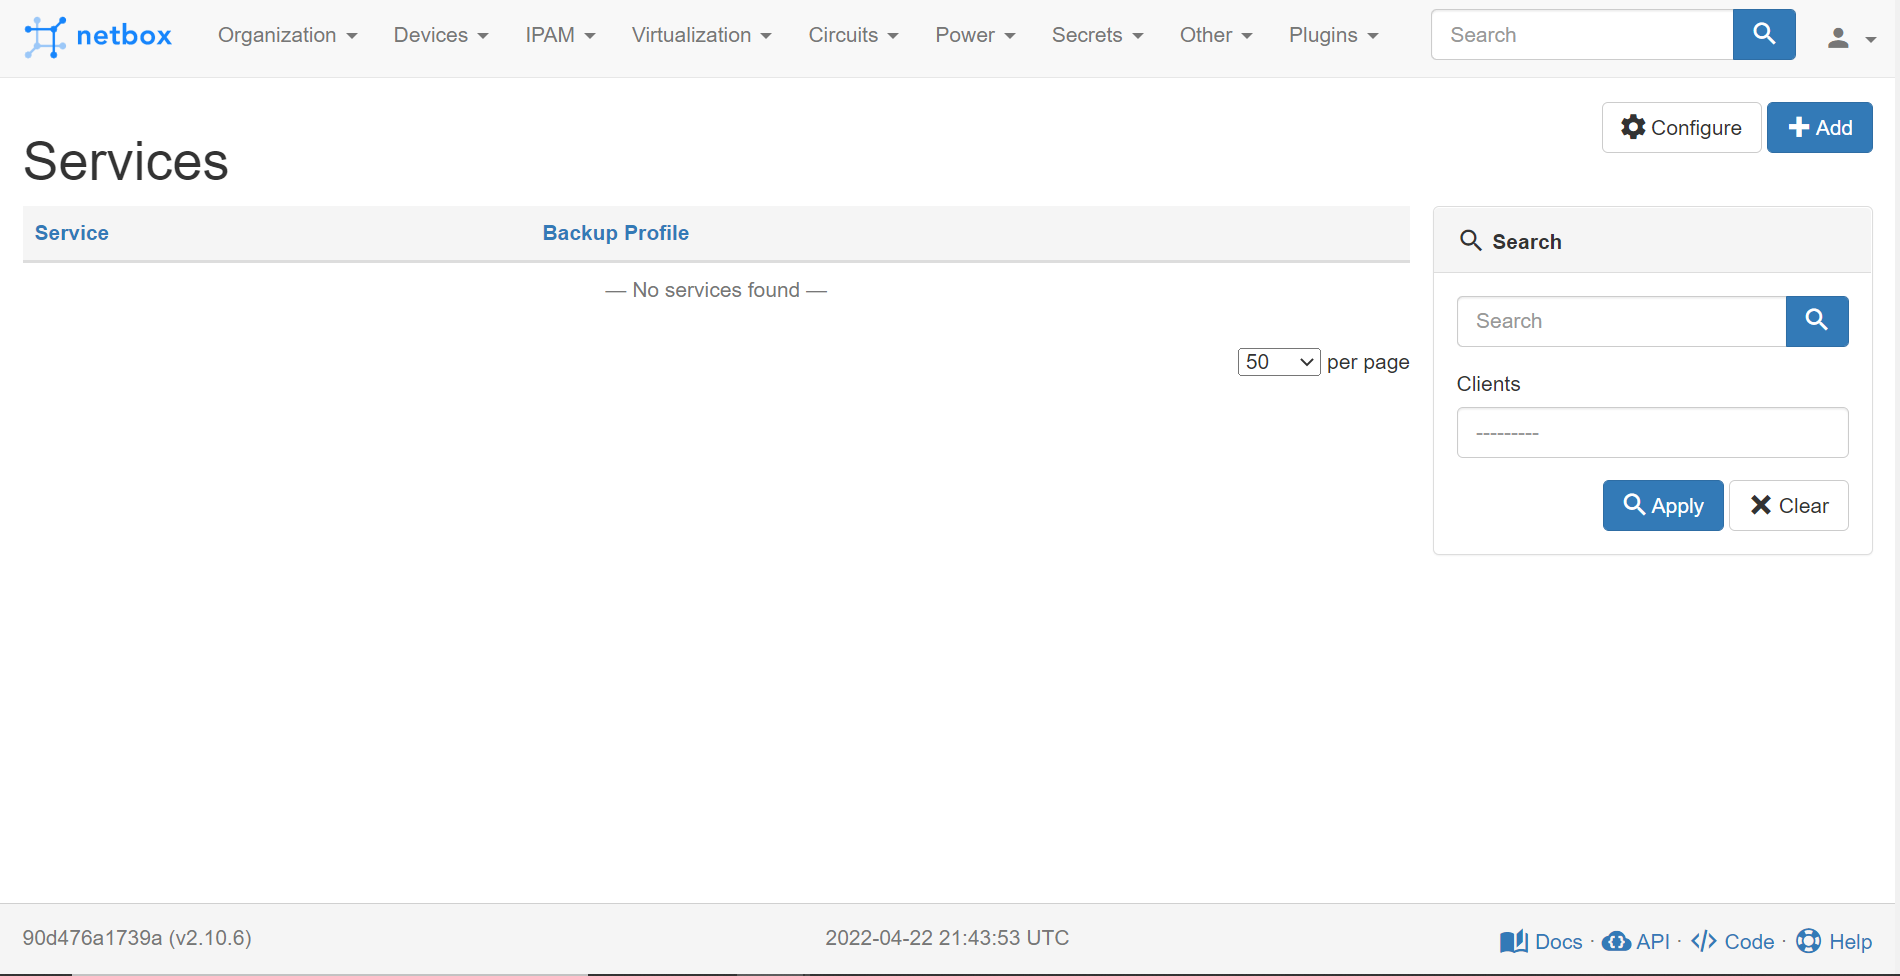 netbox Organization Devices IPAM Virtualization Circuits Power Secrets Other Plugins Search
Configure Add
Services
Service Backup Profile
— No services found —
50 per page
Search
Search
Clients
---------
Apply Clear
90d476a1739a (v2.10.6) 2022-04-22 21:43:53 UTC Docs · API · Code · Help